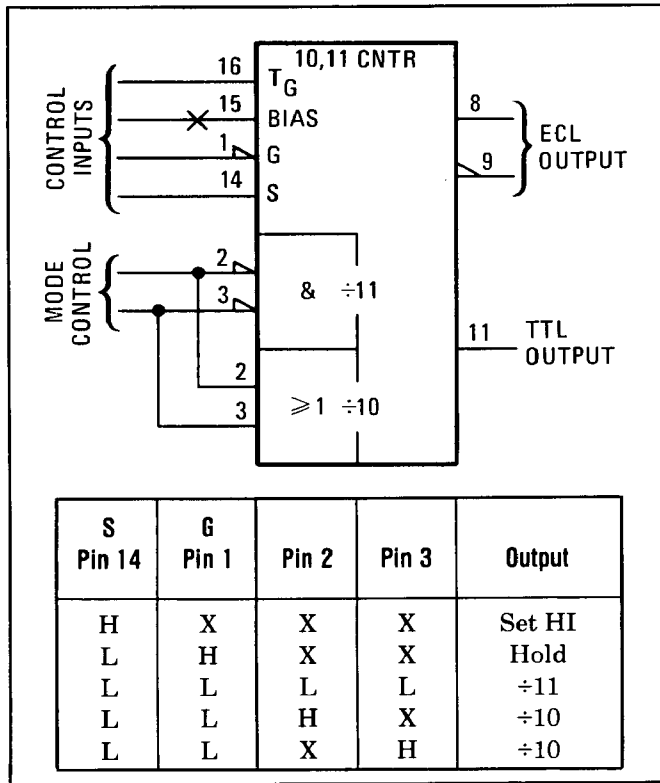 10,11 CNTR
CONTROL INPUTS
16 TG
15 BIAS
1 G
14 S
8
9
ECL OUTPUT
MODE CONTROL
2
3
& ÷11
11 TTL OUTPUT
2
3
⩾1 ÷10
S Pin 14 G Pin 1 Pin 2 Pin 3 Output
H X X X Set HI
L H X X Hold
L L L L ÷11
L L H X ÷10
L L X H ÷10